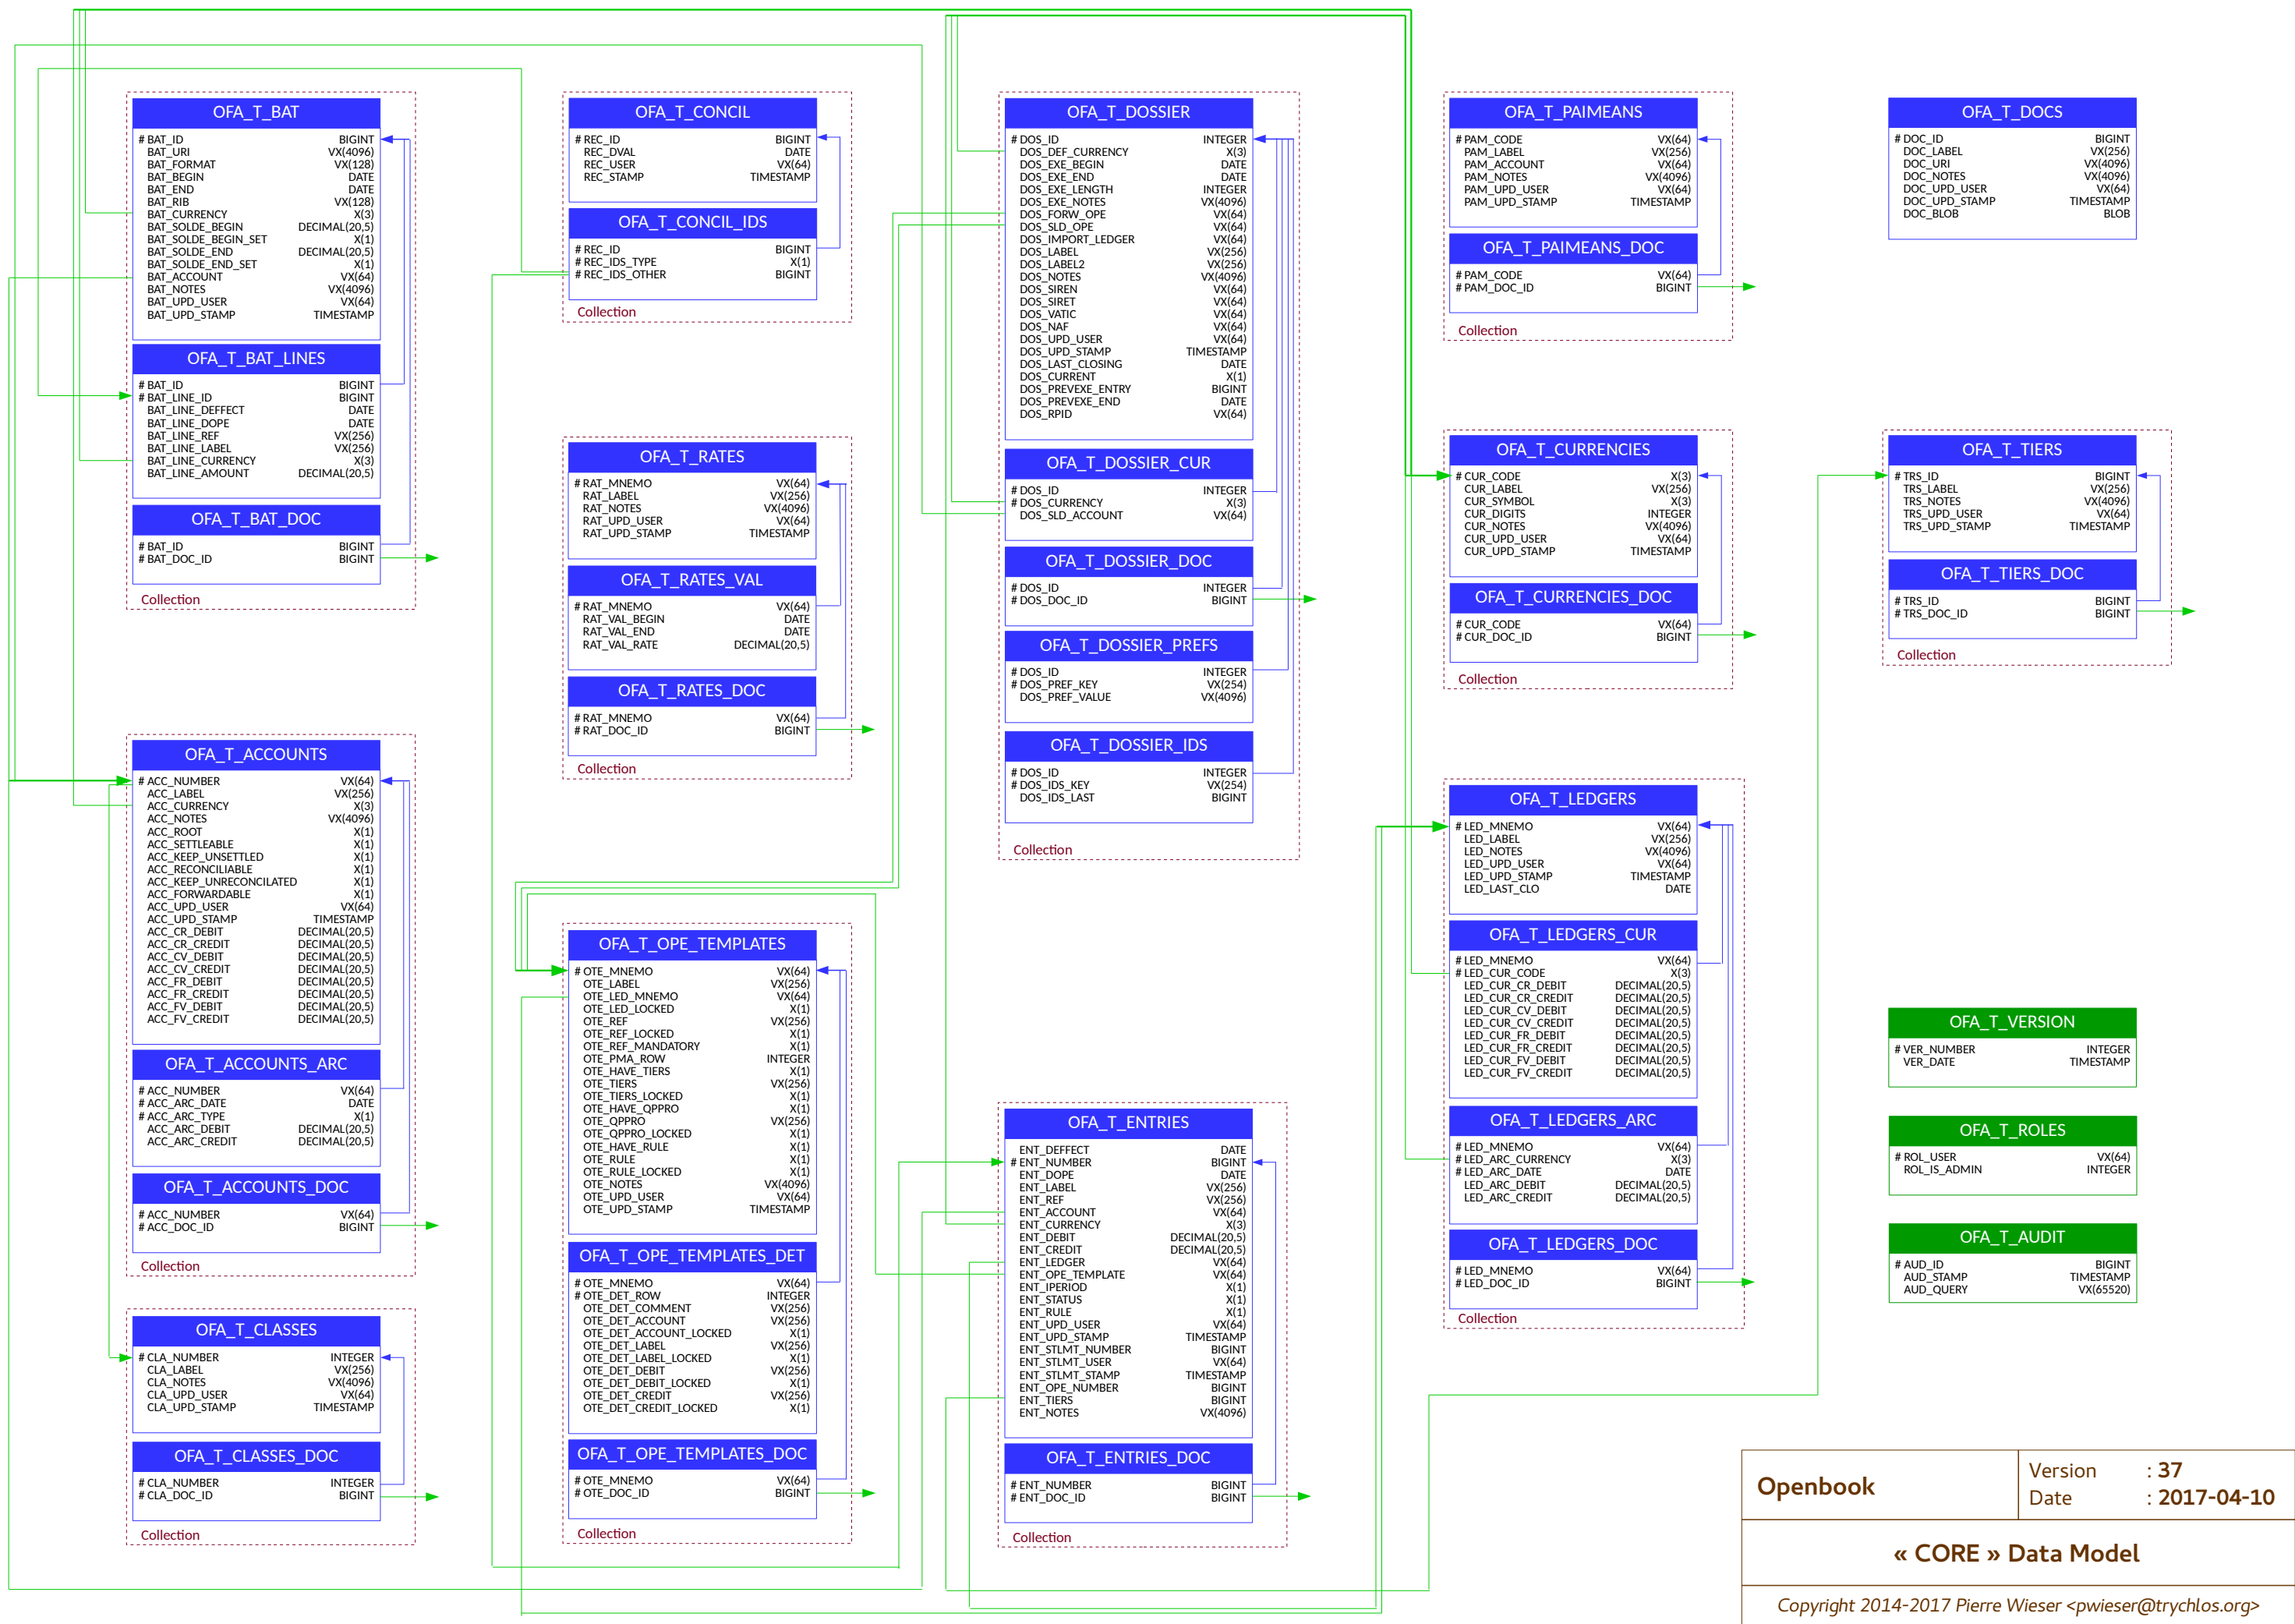 OFA_T_BAT
# BAT_ID BIGINT
BAT_URI VX(4096)
BAT_FORMAT VX(128)
BAT_BEGIN DATE
BAT_END DATE
BAT_RIB VX(128)
BAT_CURRENCY X(3)
BAT_SOLDE_BEGIN DECIMAL(20,5)
BAT_SOLDE_BEGIN_SET X(1)
BAT_SOLDE_END DECIMAL(20,5)
BAT_SOLDE_END_SET X(1)
BAT_ACCOUNT VX(64)
BAT_NOTES VX(4096)
BAT_UPD_USER VX(64)
BAT_UPD_STAMP TIMESTAMP
OFA_T_BAT_LINES
# BAT_ID BIGINT
# BAT_LINE_ID BIGINT
BAT_LINE_DEFFECT DATE
BAT_LINE_DOPE DATE
BAT_LINE_REF VX(256)
BAT_LINE_LABEL VX(256)
BAT_LINE_CURRENCY X(3)
BAT_LINE_AMOUNT DECIMAL(20,5)
OFA_T_BAT_DOC
# BAT_ID BIGINT
# BAT_DOC_ID BIGINT
Collection
OFA_T_ACCOUNTS
# ACC_NUMBER VX(64)
ACC_LABEL VX(256)
ACC_CURRENCY X(3)
ACC_NOTES VX(4096)
ACC_ROOT X(1)
ACC_SETTLEABLE X(1)
ACC_KEEP_UNSETTLED X(1)
ACC_RECONCILIABLE X(1)
ACC_KEEP_UNRECONCILATED X(1)
ACC_FORWARDABLE X(1)
ACC_UPD_USER VX(64)
ACC_UPD_STAMP TIMESTAMP
ACC_CR_DEBIT DECIMAL(20,5)
ACC_CR_CREDIT DECIMAL(20,5)
ACC_CV_DEBIT DECIMAL(20,5)
ACC_CV_CREDIT DECIMAL(20,5)
ACC_FR_DEBIT DECIMAL(20,5)
ACC_FR_CREDIT DECIMAL(20,5)
ACC_FV_DEBIT DECIMAL(20,5)
ACC_FV_CREDIT DECIMAL(20,5)
OFA_T_ACCOUNTS_ARC
# ACC_NUMBER VX(64)
# ACC_ARC_DATE DATE
# ACC_ARC_TYPE X(1)
ACC_ARC_DEBIT DECIMAL(20,5)
ACC_ARC_CREDIT DECIMAL(20,5)
OFA_T_ACCOUNTS_DOC
# ACC_NUMBER VX(64)
# ACC_DOC_ID BIGINT
Collection
OFA_T_CLASSES
# CLA_NUMBER INTEGER
CLA_LABEL VX(256)
CLA_NOTES VX(4096)
CLA_UPD_USER VX(64)
CLA_UPD_STAMP TIMESTAMP
OFA_T_CLASSES_DOC
# CLA_NUMBER INTEGER
# CLA_DOC_ID BIGINT
Collection
OFA_T_CONCIL
# REC_ID BIGINT
REC_DVAL DATE
REC_USER VX(64)
REC_STAMP TIMESTAMP
OFA_T_CONCIL_IDS
# REC_ID BIGINT
# REC_IDS_TYPE X(1)
# REC_IDS_OTHER BIGINT
Collection
OFA_T_RATES
# RAT_MNEMO VX(64)
RAT_LABEL VX(256)
RAT_NOTES VX(4096)
RAT_UPD_USER VX(64)
RAT_UPD_STAMP TIMESTAMP
OFA_T_RATES_VAL
# RAT_MNEMO VX(64)
RAT_VAL_BEGIN DATE
RAT_VAL_END DATE
RAT_VAL_RATE DECIMAL(20,5)
OFA_T_RATES_DOC
# RAT_MNEMO VX(64)
# RAT_DOC_ID BIGINT
Collection
OFA_T_OPE_TEMPLATES
# OTE_MNEMO VX(64)
OTE_LABEL VX(256)
OTE_LED_MNEMO VX(64)
OTE_LED_LOCKED X(1)
OTE_REF VX(256)
OTE_REF_LOCKED X(1)
OTE_REF_MANDATORY X(1)
OTE_PMA_ROW INTEGER
OTE_HAVE_TIERS X(1)
OTE_TIERS VX(256)
OTE_TIERS_LOCKED X(1)
OTE_HAVE_QPPRO X(1)
OTE_QPPRO VX(256)
OTE_QPPRO_LOCKED X(1)
OTE_HAVE_RULE X(1)
OTE_RULE X(1)
OTE_RULE_LOCKED X(1)
OTE_NOTES VX(4096)
OTE_UPD_USER VX(64)
OTE_UPD_STAMP TIMESTAMP
OFA_T_OPE_TEMPLATES_DET
# OTE_MNEMO VX(64)
# OTE_DET_ROW INTEGER
OTE_DET_COMMENT VX(256)
OTE_DET_ACCOUNT VX(256)
OTE_DET_ACCOUNT_LOCKED X(1)
OTE_DET_LABEL VX(256)
OTE_DET_LABEL_LOCKED X(1)
OTE_DET_DEBIT VX(256)
OTE_DET_DEBIT_LOCKED X(1)
OTE_DET_CREDIT VX(256)
OTE_DET_CREDIT_LOCKED X(1)
OFA_T_OPE_TEMPLATES_DOC
# OTE_MNEMO VX(64)
# OTE_DOC_ID BIGINT
Collection
OFA_T_DOSSIER
# DOS_ID INTEGER
DOS_DEF_CURRENCY X(3)
DOS_EXE_BEGIN DATE
DOS_EXE_END DATE
DOS_EXE_LENGTH INTEGER
DOS_EXE_NOTES VX(4096)
DOS_FORW_OPE VX(64)
DOS_SLD_OPE VX(64)
DOS_IMPORT_LEDGER VX(64)
DOS_LABEL VX(256)
DOS_LABEL2 VX(256)
DOS_NOTES VX(4096)
DOS_SIREN VX(64)
DOS_SIRET VX(64)
DOS_VATIC VX(64)
DOS_NAF VX(64)
DOS_UPD_USER VX(64)
DOS_UPD_STAMP TIMESTAMP
DOS_LAST_CLOSING DATE
DOS_CURRENT X(1)
DOS_PREVEXE_ENTRY BIGINT
DOS_PREVEXE_END DATE
DOS_RPID VX(64)
OFA_T_DOSSIER_CUR
# DOS_ID INTEGER
# DOS_CURRENCY X(3)
DOS_SLD_ACCOUNT VX(64)
OFA_T_DOSSIER_DOC
# DOS_ID INTEGER
# DOS_DOC_ID BIGINT
OFA_T_DOSSIER_PREFS
# DOS_ID INTEGER
# DOS_PREF_KEY VX(254)
DOS_PREF_VALUE VX(4096)
OFA_T_DOSSIER_IDS
# DOS_ID INTEGER
# DOS_IDS_KEY VX(254)
DOS_IDS_LAST BIGINT
Collection
OFA_T_ENTRIES
ENT_DEFFECT DATE
# ENT_NUMBER BIGINT
ENT_DOPE DATE
ENT_LABEL VX(256)
ENT_REF VX(256)
ENT_ACCOUNT VX(64)
ENT_CURRENCY X(3)
ENT_DEBIT DECIMAL(20,5)
ENT_CREDIT DECIMAL(20,5)
ENT_LEDGER VX(64)
ENT_OPE_TEMPLATE VX(64)
ENT_IPERIOD X(1)
ENT_STATUS X(1)
ENT_RULE X(1)
ENT_UPD_USER VX(64)
ENT_UPD_STAMP TIMESTAMP
ENT_STLMT_NUMBER BIGINT
ENT_STLMT_USER VX(64)
ENT_STLMT_STAMP TIMESTAMP
ENT_OPE_NUMBER BIGINT
ENT_TIERS BIGINT
ENT_NOTES VX(4096)
OFA_T_ENTRIES_DOC
# ENT_NUMBER BIGINT
# ENT_DOC_ID BIGINT
Collection
OFA_T_PAIMEANS
# PAM_CODE VX(64)
PAM_LABEL VX(256)
PAM_ACCOUNT VX(64)
PAM_NOTES VX(4096)
PAM_UPD_USER VX(64)
PAM_UPD_STAMP TIMESTAMP
OFA_T_PAIMEANS_DOC
# PAM_CODE VX(64)
# PAM_DOC_ID BIGINT
Collection
OFA_T_CURRENCIES
# CUR_CODE X(3)
CUR_LABEL VX(256)
CUR_SYMBOL X(3)
CUR_DIGITS INTEGER
CUR_NOTES VX(4096)
CUR_UPD_USER VX(64)
CUR_UPD_STAMP TIMESTAMP
OFA_T_CURRENCIES_DOC
# CUR_CODE VX(64)
# CUR_DOC_ID BIGINT
Collection
OFA_T_LEDGERS
# LED_MNEMO VX(64)
LED_LABEL VX(256)
LED_NOTES VX(4096)
LED_UPD_USER VX(64)
LED_UPD_STAMP TIMESTAMP
LED_LAST_CLO DATE
OFA_T_LEDGERS_CUR
# LED_MNEMO VX(64)
# LED_CUR_CODE X(3)
LED_CUR_CR_DEBIT DECIMAL(20,5)
LED_CUR_CR_CREDIT DECIMAL(20,5)
LED_CUR_CV_DEBIT DECIMAL(20,5)
LED_CUR_CV_CREDIT DECIMAL(20,5)
LED_CUR_FR_DEBIT DECIMAL(20,5)
LED_CUR_FR_CREDIT DECIMAL(20,5)
LED_CUR_FV_DEBIT DECIMAL(20,5)
LED_CUR_FV_CREDIT DECIMAL(20,5)
OFA_T_LEDGERS_ARC
# LED_MNEMO VX(64)
# LED_ARC_CURRENCY X(3)
# LED_ARC_DATE DATE
LED_ARC_DEBIT DECIMAL(20,5)
LED_ARC_CREDIT DECIMAL(20,5)
OFA_T_LEDGERS_DOC
# LED_MNEMO VX(64)
# LED_DOC_ID BIGINT
Collection
OFA_T_DOCS
# DOC_ID BIGINT
DOC_LABEL VX(256)
DOC_URI VX(4096)
DOC_NOTES VX(4096)
DOC_UPD_USER VX(64)
DOC_UPD_STAMP TIMESTAMP
DOC_BLOB BLOB
OFA_T_TIERS
# TRS_ID BIGINT
TRS_LABEL VX(256)
TRS_NOTES VX(4096)
TRS_UPD_USER VX(64)
TRS_UPD_STAMP TIMESTAMP
OFA_T_TIERS_DOC
# TRS_ID BIGINT
# TRS_DOC_ID BIGINT
Collection
OFA_T_VERSION
# VER_NUMBER INTEGER
VER_DATE TIMESTAMP
OFA_T_ROLES
# ROL_USER VX(64)
ROL_IS_ADMIN INTEGER
OFA_T_AUDIT
# AUD_ID BIGINT
AUD_STAMP TIMESTAMP
AUD_QUERY VX(65520)
Openbook
Version : 37
Date : 2017-04-10
« CORE » Data Model
Copyright 2014-2017 Pierre Wieser <pwieser@trychlos.org>